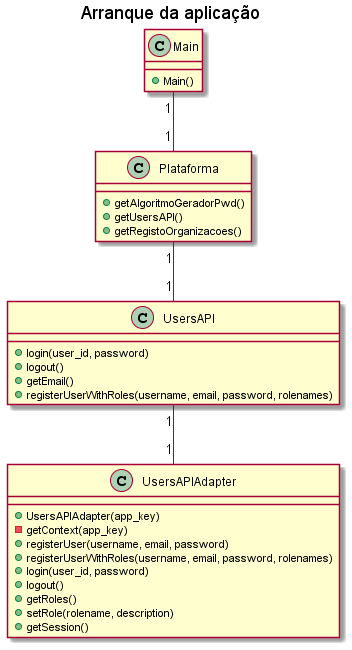 Arranque da aplicação
C Main
Main()
1
1
C Plataforma
getAlgoritmoGeradorPwd()
getUsersAPI()
getRegistoOrganizacoes()
1
1
C UsersAPI
login(user_id, password)
logout()
getEmail()
registerUserWithRoles(username, email, password, rolenames)
1
1
C UsersAPIAdapter
UsersAPIAdapter(app_key)
getContext(app_key)
registerUser(username, email, password)
registerUserWithRoles(username, email, password, rolenames)
login(user_id, password)
logout()
getRoles()
setRole(rolename, description)
getSession()